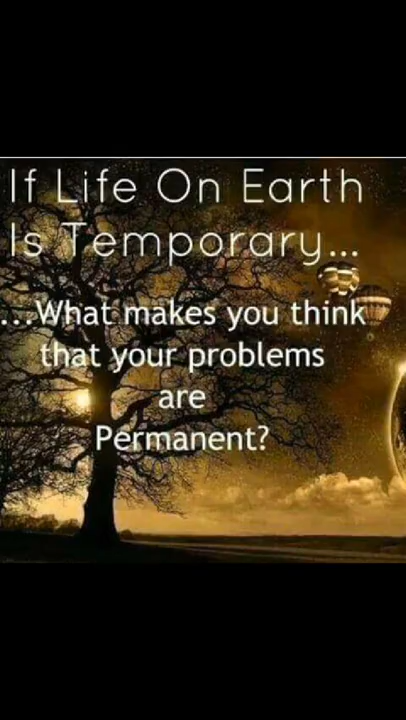 If Life On Earth
Is Temporary...
...What makes you think
that your problems
are
Permanent?